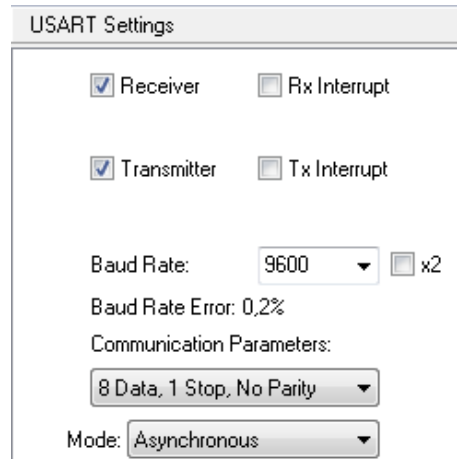 USART Settings
Receiver Rx Interrupt
Transmitter Tx Interrupt
Baud Rate: 9600 x2
Baud Rate Error: 0,2%
Communication Parameters:
8 Data, 1 Stop, No Parity
Mode: Asynchronous